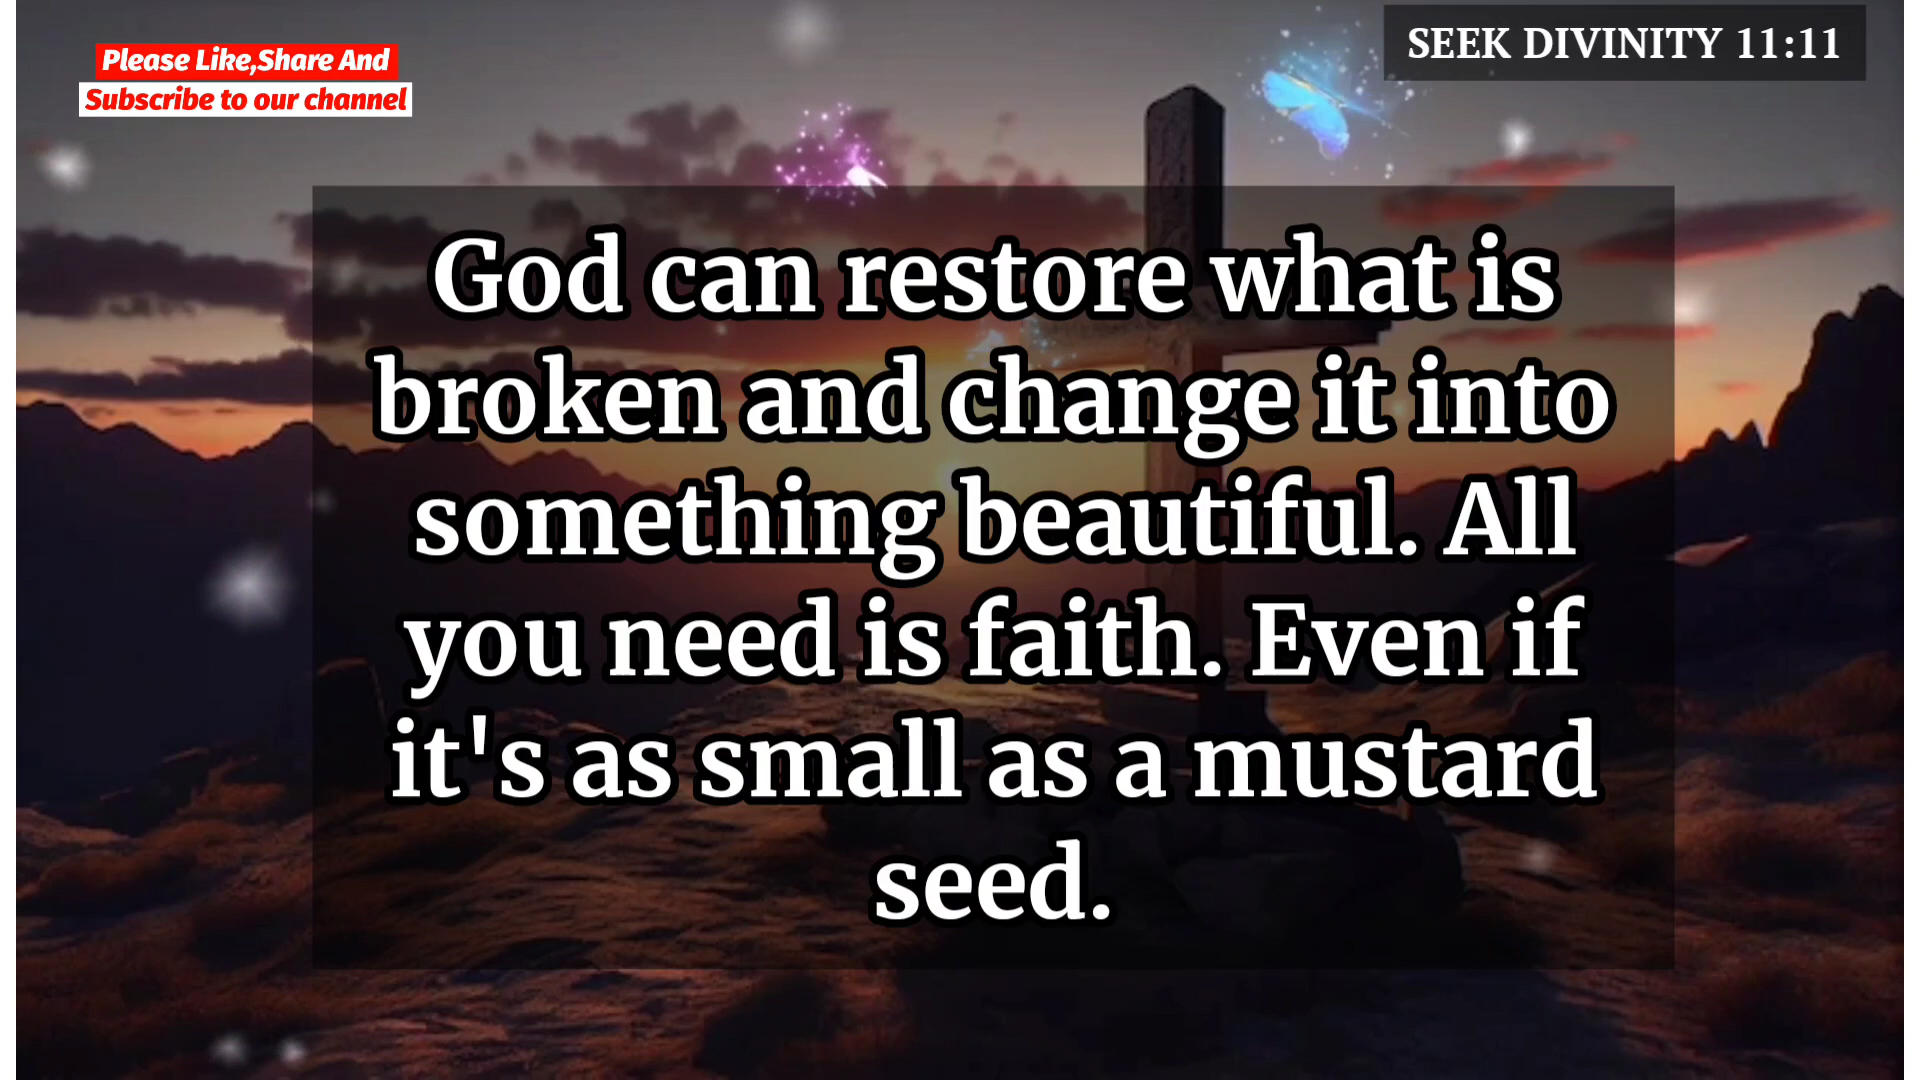 Please Like,Share And
Subscribe to our channel
SEEK DIVINITY 11:11
God can restore what is
broken and change it into
something beautiful. All
you need is faith. Even if
it's as small as a mustard
seed.